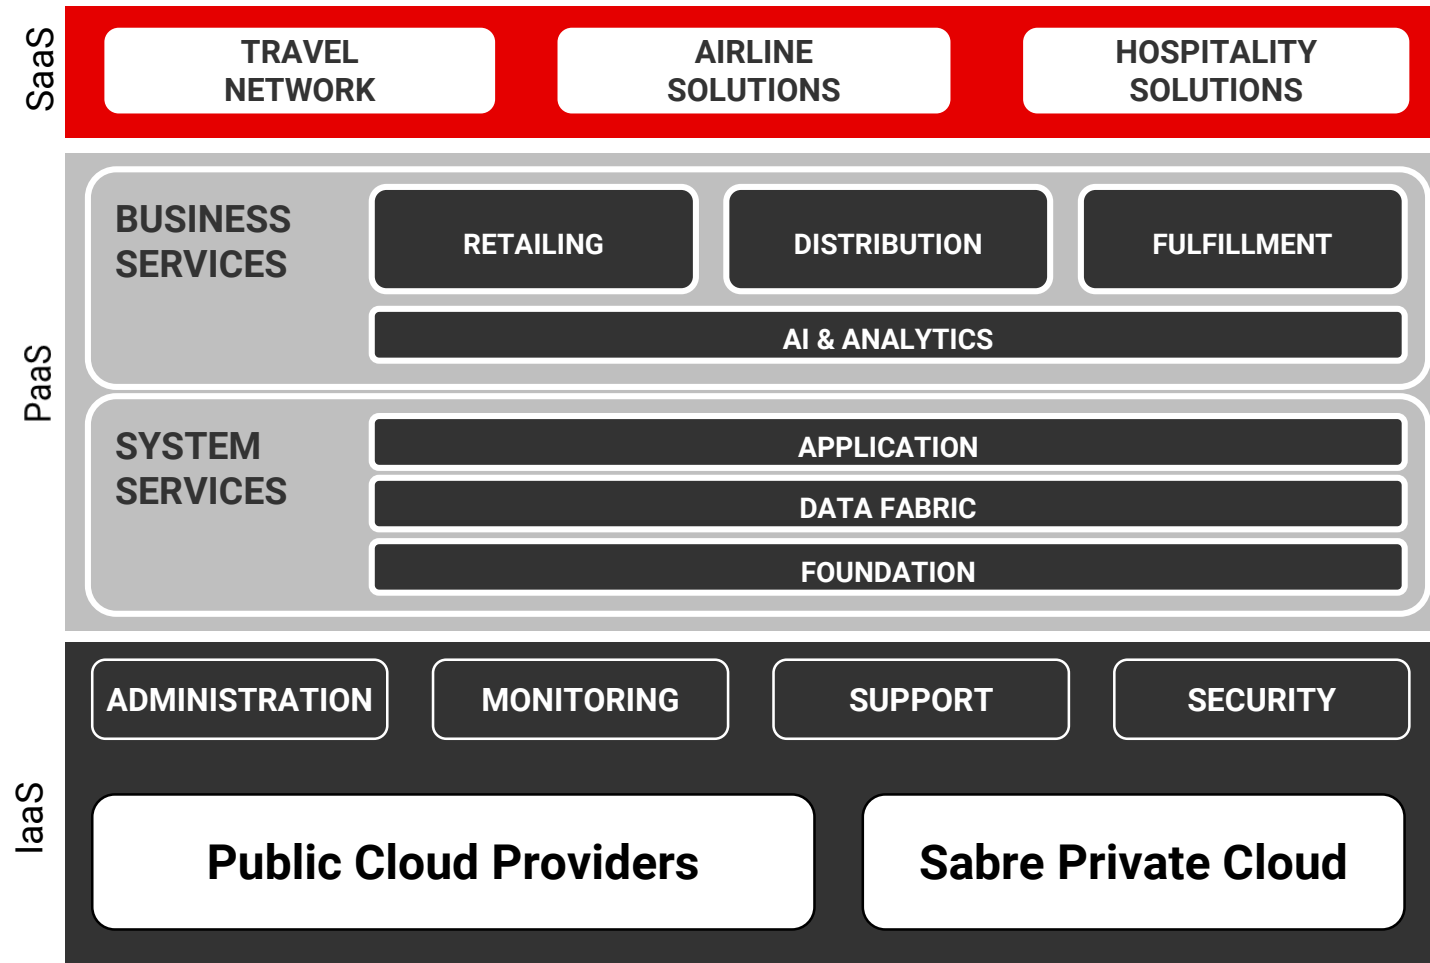 SaaS
TRAVEL
NETWORK
AIRLINE
SOLUTIONS
HOSPITALITY
SOLUTIONS
PaaS
BUSINESS
SERVICES
RETAILING
DISTRIBUTION
FULFILLMENT
AI & ANALYTICS
SYSTEM
SERVICES
APPLICATION
DATA FABRIC
FOUNDATION
IaaS
ADMINISTRATION
MONITORING
SUPPORT
SECURITY
Public Cloud Providers
Sabre Private Cloud